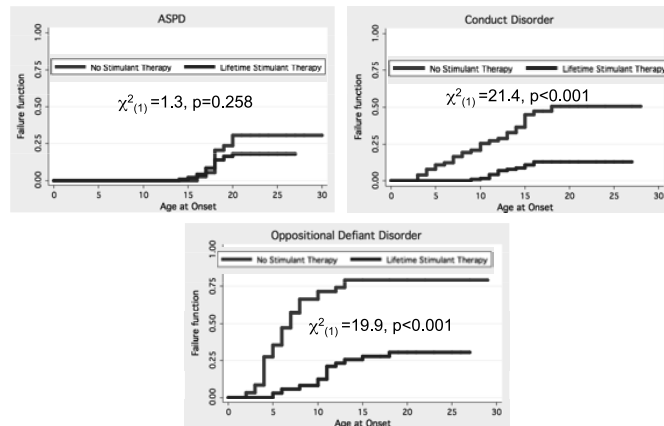 ASPD
1.00
0.75
0.50
0.25
0.00
Failure function
No Stimulant Therapy
Lifetime Stimulant Therapy
χ²(1) =1.3, p=0.258
0 5 10 15 20 25 30
Age at Onset
Conduct Disorder
1.00
0.75
0.50
0.25
0.00
Failure function
No Stimulant Therapy
Lifetime Stimulant Therapy
χ²(1) =21.4, p<0.001
0 5 10 15 20 25 30
Age at Onset
Oppositional Defiant Disorder
1.00
0.75
0.50
0.25
0.00
Failure function
No Stimulant Therapy
Lifetime Stimulant Therapy
χ²(1) =19.9, p<0.001
0 5 10 15 20 25 30
Age at Onset